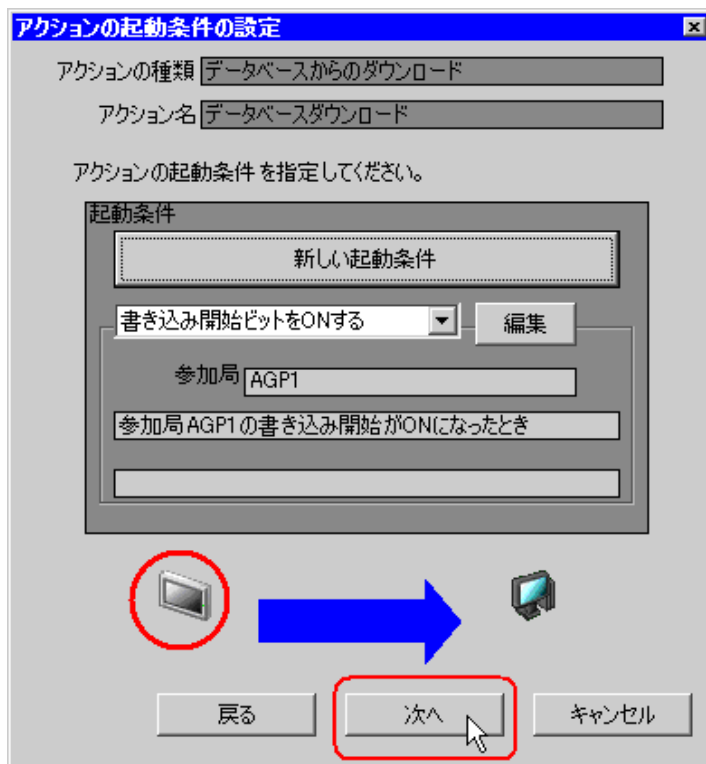 アクションの起動条件の設定
アクションの種類 データベースからのダウンロード
アクション名 データベースダウンロード
アクションの起動条件を指定してください。
起動条件
新しい起動条件
書き込み開始ビットをONする 編集
参加局 AGP1
参加局AGP1の書き込み開始がONになったとき
戻る 次へ キャンセル